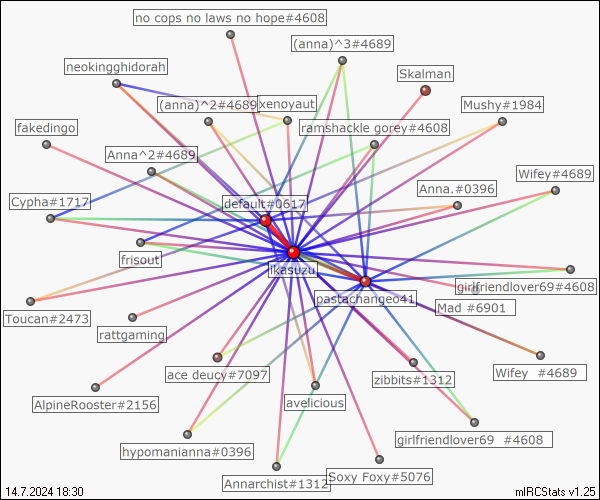 no cops no laws no hope#4608
(anna)^3#4689
neokingghidorah
Skalman
(anna)^2#4689
xenoyaut
Mushy#1984
fakedingo
ramshackle gorey#4608
Anna^2#4689
Wifey#4689
Anna.#0396
Cypha#1717
default#0617
frisout
ikasuzu
girlfriendlover69#4608
pastachangeo41
Mad #6901
Toucan#2473
rattgaming
Wifey  #4689
ace deucy#7097
zibbits#1312
AlpineRooster#2156
avelicious
girlfriendlover69  #4608
hypomanianna#0396
Soxy Foxy#5076
Annarchist#1312
14.7.2024 18:30
mIRCStats v1.25